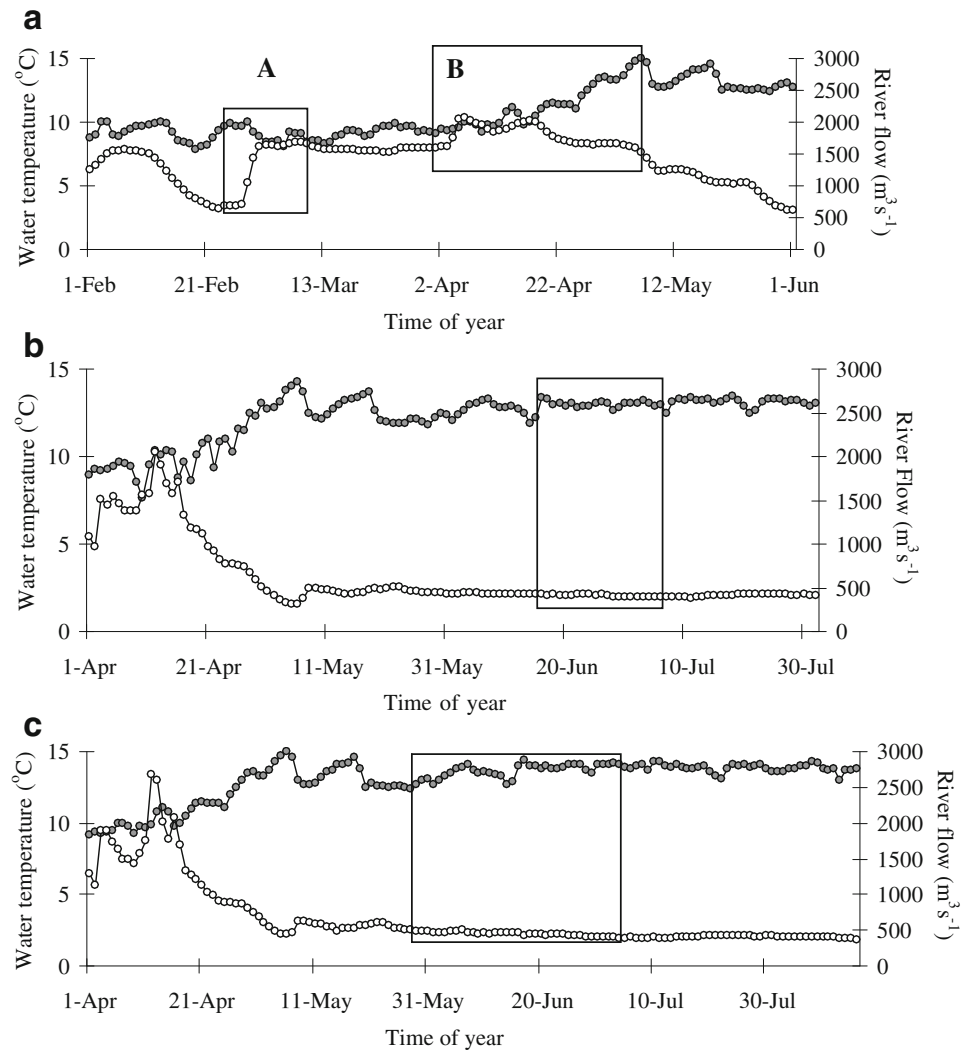 a
A
B
Water temperature (°C)
15
10
5
0
3000
2500
2000
1500
1000
500
0
River flow (m³s⁻¹)
1-Feb 21-Feb 13-Mar 2-Apr 22-Apr 12-May 1-Jun
Time of year
b
Water temperature (°C)
15
10
5
0
3000
2500
2000
1500
1000
500
0
River Flow (m³s⁻¹)
1-Apr 21-Apr 11-May 31-May 20-Jun 10-Jul 30-Jul
Time of year
c
Water temperature (°C)
15
10
5
0
3000
2500
2000
1500
1000
500
0
River flow (m³s⁻¹)
1-Apr 21-Apr 11-May 31-May 20-Jun 10-Jul 30-Jul
Time of year